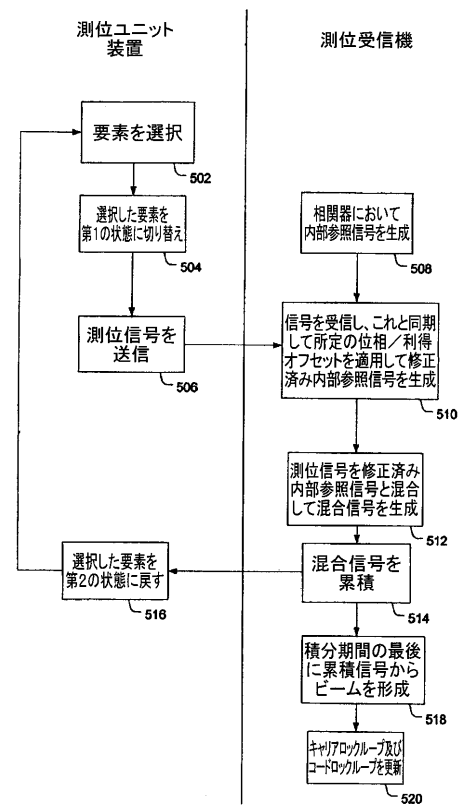 測位ユニット
装置
測位受信機
要素を選択
502
選択した要素を
第1の状態に切り替え
504
測位信号を
送信
506
相関器において
内部参照信号を生成
508
信号を受信し、これと同期
して所定の位相／利得
オフセットを適用して修正
済み内部参照信号を生成
510
測位信号を修正済み
内部参照信号と混合
して混合信号を生成
512
混合信号を
累積
514
選択した要素を
第2の状態に戻す
516
積分期間の最後
に累積信号から
ビームを形成
518
キャリアロックループ及び
コードロックループを更新
520